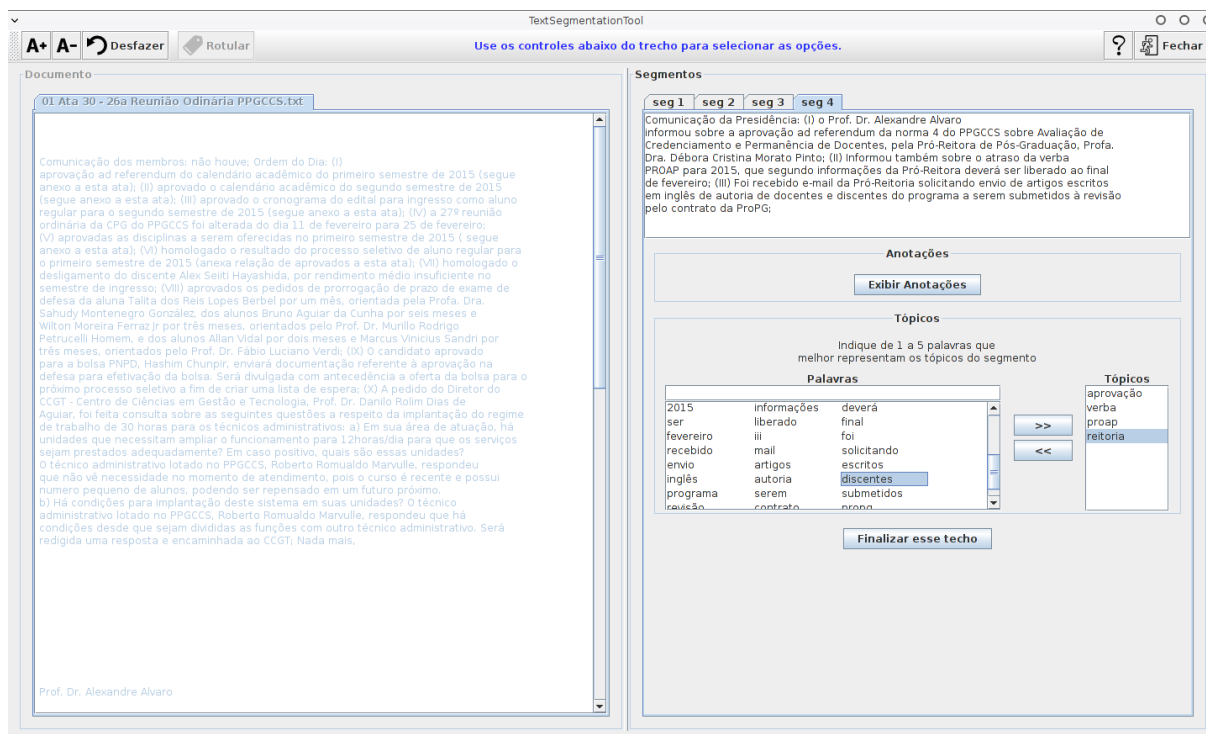 TextSegmentationTool
A+ A- Desfazer Rotular Use os controles abaixo do trecho para selecionar as opções. ? Fechar
Documento
01 Ata 30 - 26a Reunião Odinária PPGCCS.txt
Comunicação dos membros: não houve; Ordem do Dia: (I)
aprovação ad referendum do calendário acadêmico do primeiro semestre de 2015 (segue
anexo a esta ata); (II) aprovado o calendário acadêmico do segundo semestre de 2015
(segue anexo a esta ata); (III) aprovado o cronograma do edital para ingresso como aluno
regular para o segundo semestre de 2015 (segue anexo a esta ata); (IV) a 27º reunião
ordinária da CPG do PPGCCS foi alterada do dia 11 de fevereiro para 25 de fevereiro;
(V) aprovadas as disciplinas a serem oferecidas no primeiro semestre de 2015 ( segue
anexo a esta ata); (VI) homologado o resultado do processo seletivo de aluno regular para
o primeiro semestre de 2015 (anexa relação de aprovados a esta ata); (VII) homologado o
desligamento do discente Alex Seiiti Hayashida, por rendimento médio insuficiente no
semestre de ingresso; (VIII) aprovados os pedidos de prorrogação de prazo de exame de
defesa da aluna Talita dos Reis Lopes Berbel por um mês, orientada pela Profa. Dra.
Sahudy Montenegro González, dos alunos Bruno Aguiar da Cunha por seis meses e
Wilton Moreira Ferraz Jr por três meses, orientados pelo Prof. Dr. Murillo Rodrigo
Petrucelli Homem, e dos alunos Allan Vidal por dois meses e Marcus Vinicius Sandri por
três meses, orientados pelo Prof. Dr. Fábio Luciano Verdi; (IX) O candidato aprovado
para a bolsa PNPD, Hashim Chunpir, enviará documentação referente à aprovação na
defesa para efetivação da bolsa. Será divulgada com antecedência a oferta da bolsa para o
próximo processo seletivo a fim de criar uma lista de espera; (X) A pedido do Diretor do
CCGT - Centro de Ciências em Gestão e Tecnologia, Prof. Dr. Danilo Rolim Dias de
Aguiar, foi feita consulta sobre as seguintes questões a respeito da implantação do regime
de trabalho de 30 horas para os técnicos administrativos: a) Em sua área de atuação, há
unidades que necessitam ampliar o funcionamento para 12horas/dia para que os serviços
sejam prestados adequadamente? Em caso positivo, quais são essas unidades?
O técnico administrativo lotado no PPGCCS, Roberto Romualdo Marvulle, respondeu
que não vê necessidade no momento de atendimento, pois o curso é recente e possui
numero pequeno de alunos, podendo ser repensado em um futuro próximo.
b) Há condições para implantação deste sistema em suas unidades? O técnico
administrativo lotado no PPGCCS, Roberto Romualdo Marvulle, respondeu que há
condições desde que sejam divididas as funções com outro técnico administrativo. Será
redigida uma resposta e encaminhada ao CCGT; Nada mais,
Prof. Dr. Alexandre Alvaro
Segmentos
seg 1 seg 2 seg 3 seg 4
Comunicação da Presidência: (I) o Prof. Dr. Alexandre Alvaro
informou sobre a aprovação ad referendum da norma 4 do PPGCCS sobre Avaliação de
Credenciamento e Permanência de Docentes, pela Pró-Reitora de Pós-Graduação, Profa.
Dra. Débora Cristina Morato Pinto; (II) Informou também sobre o atraso da verba
PROAP para 2015, que segundo informações da Pró-Reitora deverá ser liberado ao final
de fevereiro; (III) Foi recebido e-mail da Pró-Reitoria solicitando envio de artigos escritos
em inglês de autoria de docentes e discentes do programa a serem submetidos à revisão
pelo contrato da ProPG;
Anotações
Exibir Anotações
Tópicos
Indique de 1 a 5 palavras que
melhor representam os tópicos do segmento
Palavras
2015 informações deverá
ser liberado final
fevereiro iii foi
recebido mail solicitando
envio artigos escritos
inglês autoria discentes
programa serem submetidos
revisão contrato propg
>>
<<
Tópicos
aprovação
verba
proap
reitoria
Finalizar esse techo